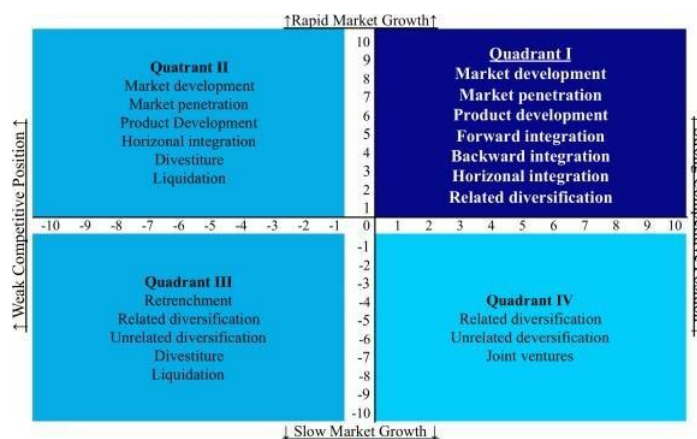 ↑Rapid Market Growth↑
Quatrant II
Market development
Market penetration
Product Development
Horizonal integration
Divestiture
Liquidation
10
9
8
7
6
5
4
3
2
1
Quadrant I
Market development
Market penetration
Product development
Forward integration
Backward integration
Horizonal integration
Related diversification
↑ Weak Competitive Position ↑
-10 -9 -8 -7 -6 -5 -4 -3 -2 -1 0 1 2 3 4 5 6 7 8 9 10
Quadrant III
Retrenchment
Related diversification
Unrelated dversification
Divestiture
Liquidation
-1
-2
-3
-4
-5
-6
-7
-8
-9
-10
Quadrant IV
Related diversification
Unrelated deversification
Joint ventures
↓ Slow Market Growth ↓